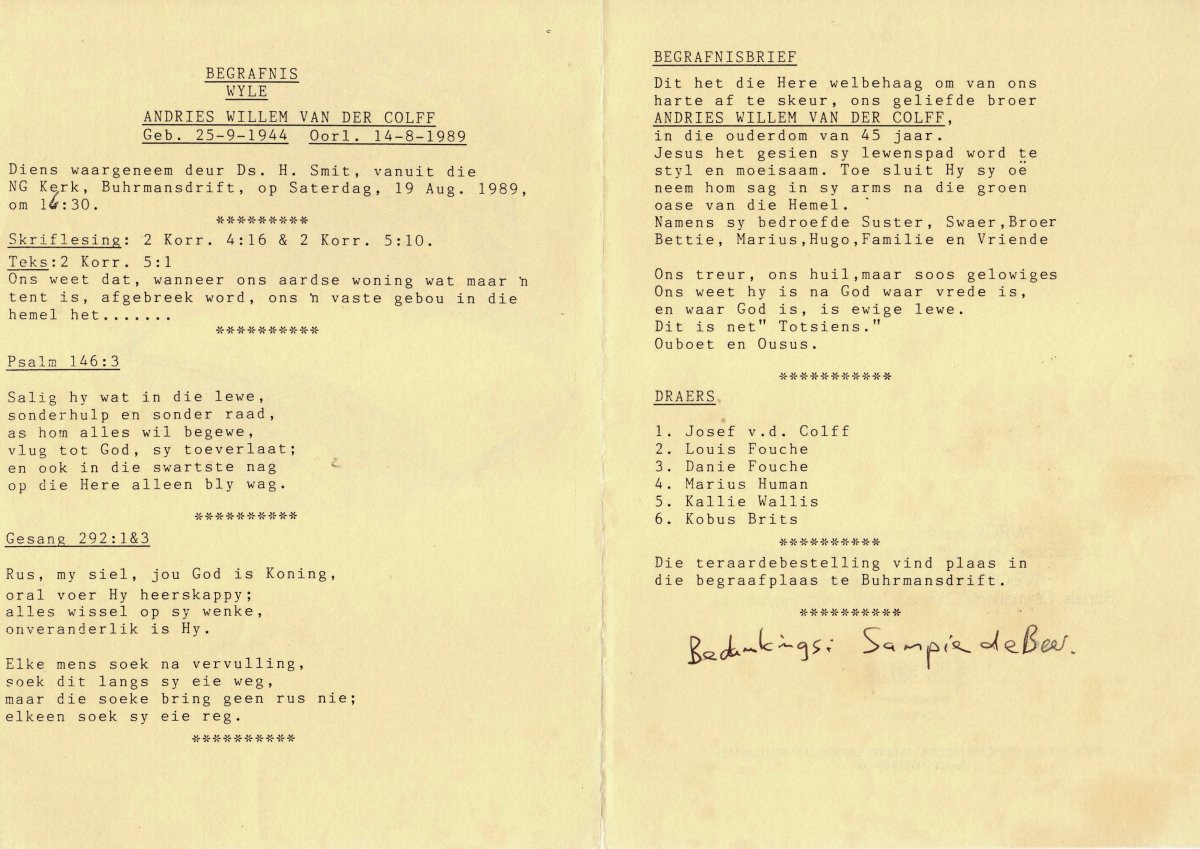 BEGRAFNIS
WYLE
ANDRIES WILLEM VAN DER COLFF
Geb. 25-9-1944 Oorl. 14-8-1989
Diens waargeneem deur Ds. H. Smit, vanuit die
NG Kerk, Buhrmansdrift, op Saterdag, 19 Aug. 1989,
om 16:30.
*********
Skriflesing: 2 Korr. 4:16 & 2 Korr. 5:10.
Teks:2 Korr. 5:1
Ons weet dat, wanneer ons aardse woning wat maar 'n
tent is, afgebreek word, ons 'n vaste gebou in die
hemel het.......
**********
Psalm 146:3
Salig hy wat in die lewe,
sonderhulp en sonder raad,
as hom alles wil begewe,
vlug tot God, sy toeverlaat;
en ook in die swartste nag
op die Here alleen bly wag.
**********
Gesang 292:1&3
Rus, my siel, jou God is Koning,
oral voer Hy heerskappy;
alles wissel op sy wenke,
onveranderlik is Hy.
Elke mens soek na vervulling,
soek dit langs sy eie weg,
maar die soeke bring geen rus nie;
elkeen soek sy eie reg.
**********
BEGRAFNISBRIEF
Dit het die Here welbehaag om van ons
harte af te skeur, ons geliefde broer
ANDRIES WILLEM VAN DER COLFF,
in die ouderdom van 45 jaar.
Jesus het gesien sy lewenspad word te
styl en moeisaam. Toe sluit Hy sy oë
neem hom sag in sy arms na die groen
oase van die Hemel.
Namens sy bedroefde Suster, Swaer,Broer
Bettie, Marius,Hugo,Familie en Vriende
Ons treur, ons huil,maar soos gelowiges
Ons weet hy is na God waar vrede is,
en waar God is, is ewige lewe.
Dit is net" Totsiens."
Ouboet en Ousus.
***********
DRAERS
1. Josef v.d. Colff
2. Louis Fouche
3. Danie Fouche
4. Marius Human
5. Kallie Wallis
6. Kobus Brits
**********
Die teraardebestelling vind plaas in
die begraafplaas te Buhrmansdrift.
**********
Bedankings: Sampie de Beer.